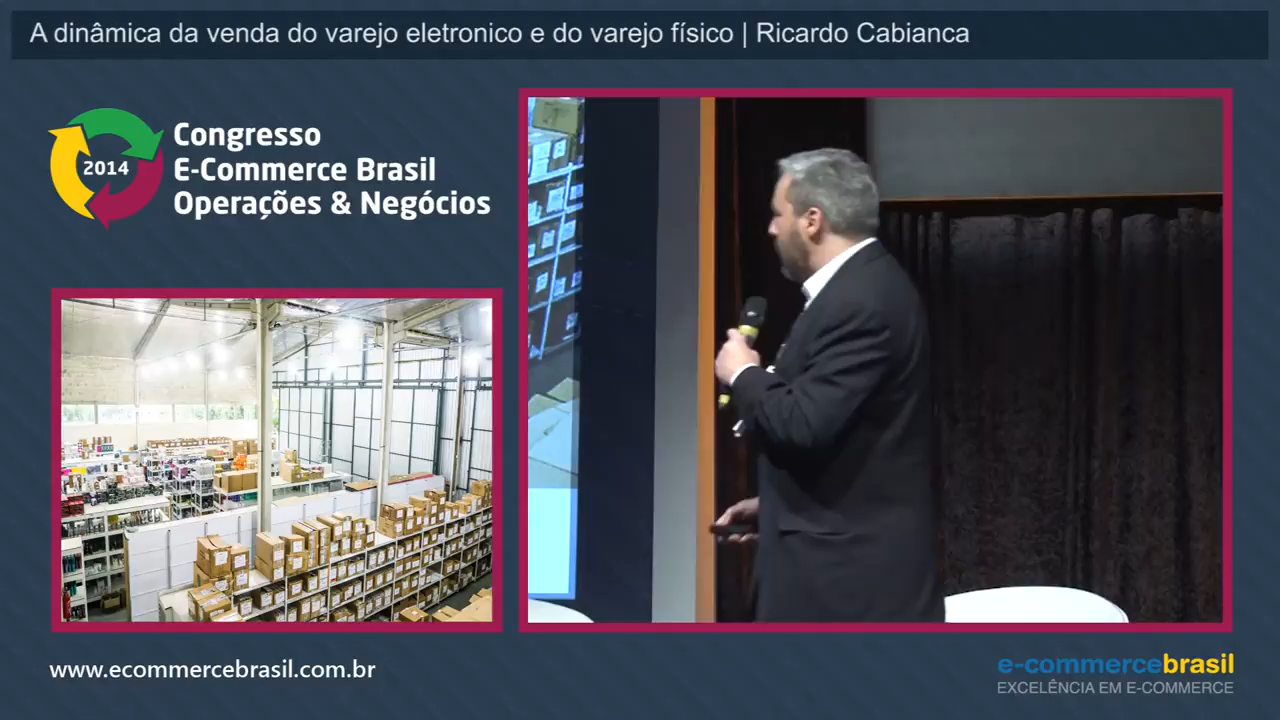 A dinâmica da venda do varejo eletronico e do varejo físico | Ricardo Cabianca
2014
Congresso
E-Commerce Brasil
Operações & Negócios
www.ecommercebrasil.com.br
e-commercebrasil
EXCELÊNCIA EM E-COMMERCE